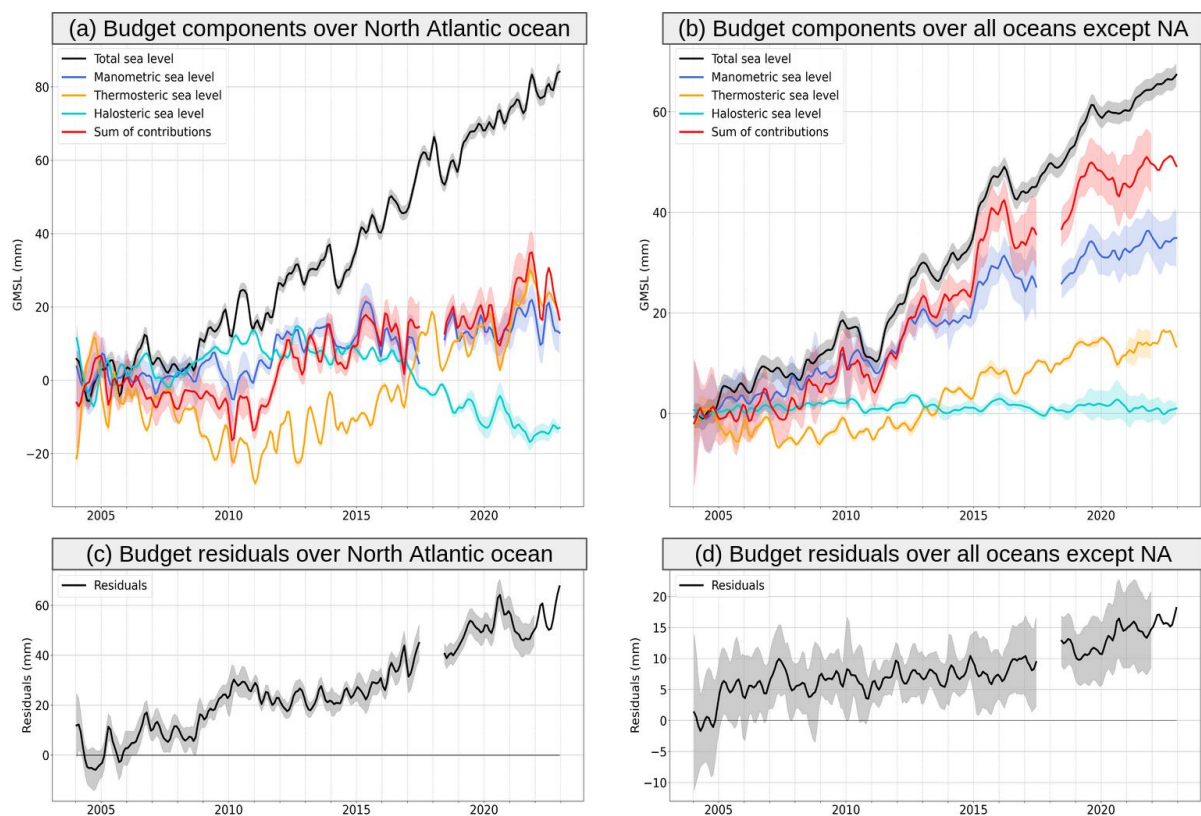 (a) Budget components over North Atlantic ocean
Total sea level
Manometric sea level
Thermosteric sea level
Halosteric sea level
Sum of contributions
GMSL (mm)
80
60
40
20
0
−20
2005
2010
2015
2020
(b) Budget components over all oceans except NA
Total sea level
Manometric sea level
Thermosteric sea level
Halosteric sea level
Sum of contributions
GMSL (mm)
60
40
20
0
2005
2010
2015
2020
(c) Budget residuals over North Atlantic ocean
Residuals
Residuals (mm)
60
40
20
0
2005
2010
2015
2020
(d) Budget residuals over all oceans except NA
Residuals
Residuals (mm)
20
15
10
5
0
−5
−10
2005
2010
2015
2020